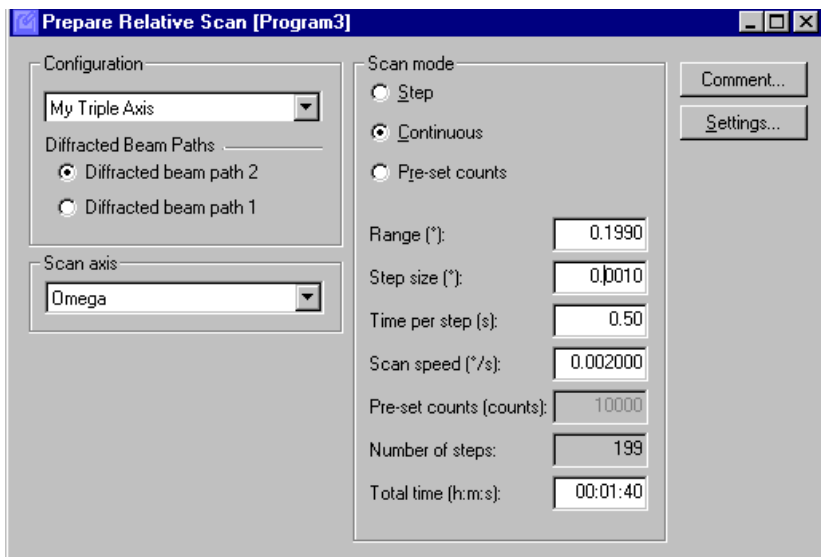 Prepare Relative Scan [Program3]
Configuration
My Triple Axis
Diffracted Beam Paths
Diffracted beam path 2
Diffracted beam path 1
Scan axis
Omega
Scan mode
Step
Continuous
Pre-set counts
Range (°): 0.1990
Step size (°): 0.0010
Time per step (s): 0.50
Scan speed (°/s): 0.002000
Pre-set counts (counts): 10000
Number of steps: 199
Total time (h:m:s): 00:01:40
Comment...
Settings...